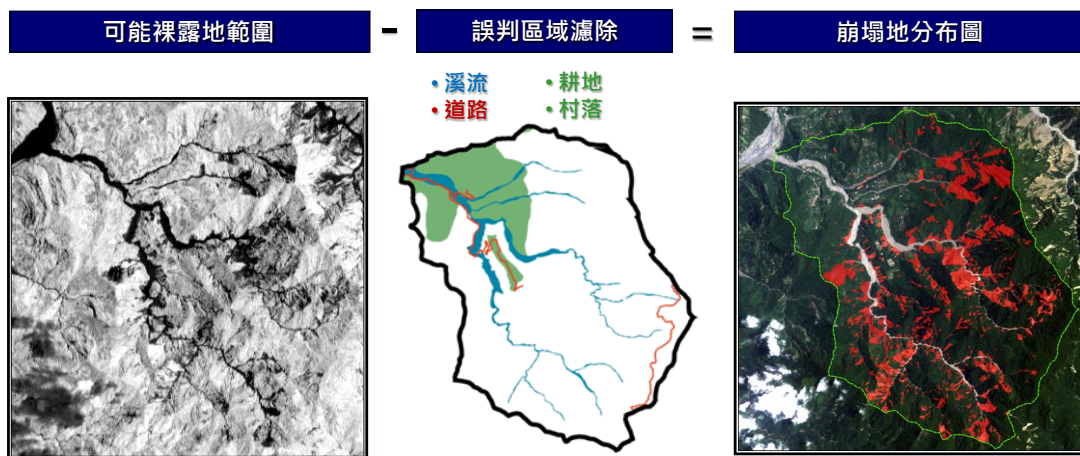 可能裸露地範圍
-
誤判區域濾除
=
崩塌地分布圖
•溪流
•耕地
•道路
•村落